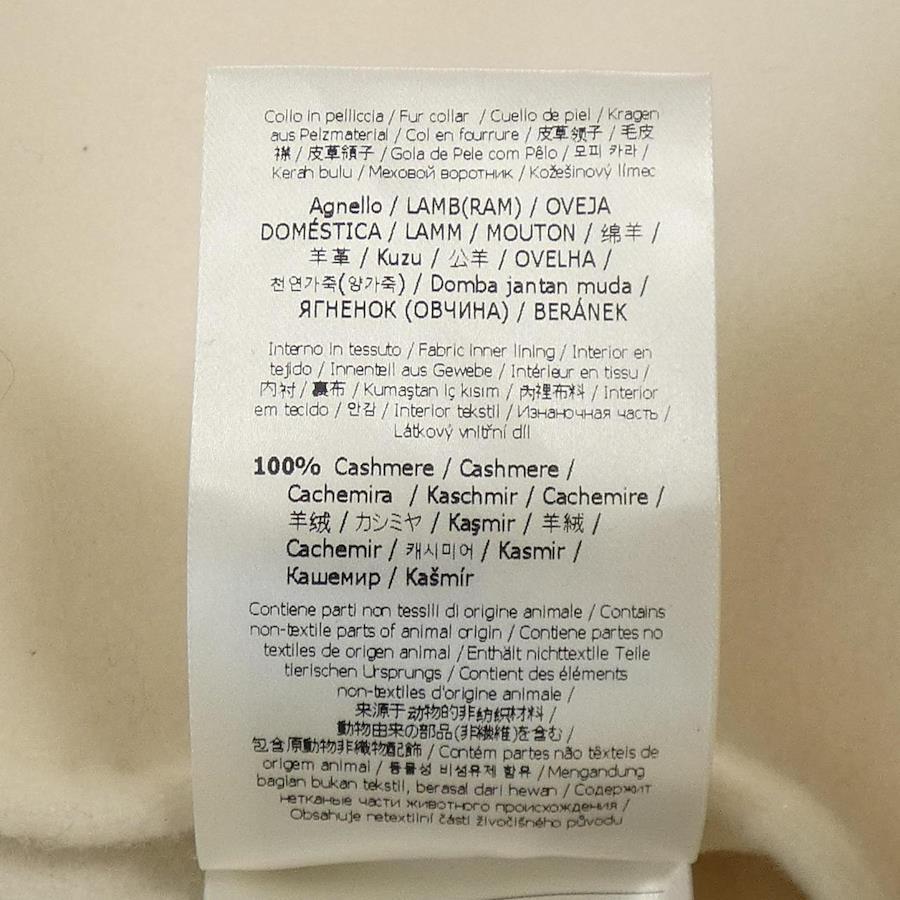 Collo in pelliccia / Fur collar / Cuello de piel / Kragen
aus Pelzmaterial / Col en fourrure / 皮草领子 / 毛皮
襟 / 皮草領子 / Gola de Pele com Pêlo / 모피 카라 /
Kerah bulu / Меховой воротник / Kožešinový límec
Agnello / LAMB(RAM) / OVEJA
DOMÉSTICA / LAMM / MOUTON / 绵羊 /
羊革 / Kuzu / 公羊 / OVELHA /
천연가죽(양가죽) / Domba jantan muda /
ЯГНЕНОК (ОВЧИНА) / BERÁNEK
Interno in tessuto / Fabric inner lining / Interior en
tejido / Innenteil aus Gewebe / Intérieur en tissu /
内衬 / 裏布 / Kumaştan iç kısım / 內裡布料 / Interior
em tecido / 안감 / Interior tekstil / Изнаночная часть /
Látkový vnitřní díl
100% Cashmere / Cashmere /
Cachemira / Kaschmir / Cachemire /
羊绒 / カシミヤ / Kaşmir / 羊絨 /
Cachemir / 캐시미어 / Kasmir /
Кашемир / Kašmír
Contiene parti non tessili di origine animale / Contains
non-textile parts of animal origin / Contiene partes no
textiles de origen animal / Enthält nichttextile Teile
tierischen Ursprungs / Contient des éléments
non-textiles d'origine animale /
来源于动物的非纺织材料 /
動物由来の部品(非繊維)を含む /
包含原動物非織物配飾 / Contém partes não têxteis de
origem animal / 동물성 비섬유제 함유 / Mengandung
bagian bukan tekstil, berasal dari hewan / Содержит
нетканые части животного происхождения /
Obsahuje netextilní části živočišného původu